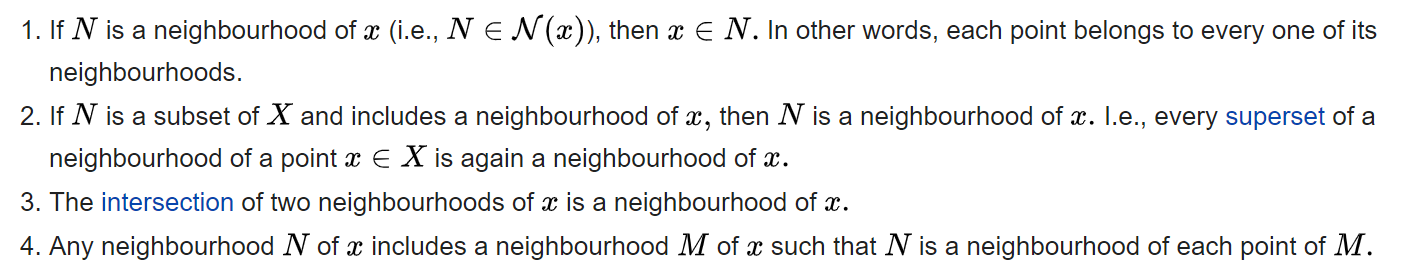 1. If N is a neighbourhood of x (i.e., N ∈ 𝒩(x)), then x ∈ N. In other words, each point belongs to every one of its
neighbourhoods.
2. If N is a subset of X and includes a neighbourhood of x, then N is a neighbourhood of x. I.e., every superset of a
neighbourhood of a point x ∈ X is again a neighbourhood of x.
3. The intersection of two neighbourhoods of x is a neighbourhood of x.
4. Any neighbourhood N of x includes a neighbourhood M of x such that N is a neighbourhood of each point of M.